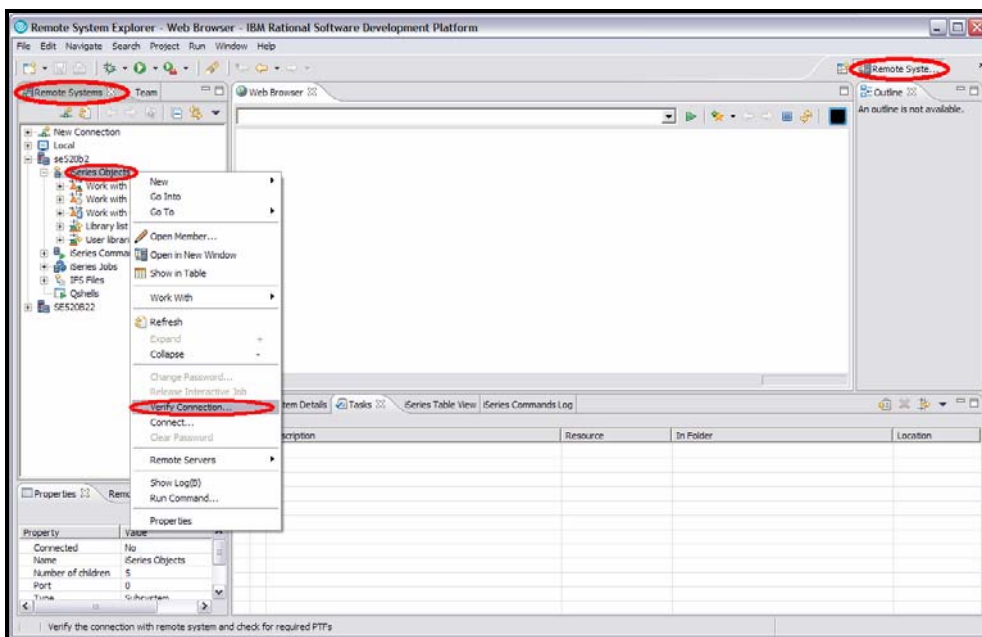 Remote System Explorer - Web Browser - IBM Rational Software Development Platform
File Edit Navigate Search Project Run Window Help
Remote Syste...
Remote Systems Team
Web Browser
Outline
An outline is not available.
New Connection
Local
se520b2
iSeries Objects
Work with
Work with
Work with
Library list
User librari
iSeries Comma
iSeries Jobs
IFS Files
Qshells
SE520B22
New
Go Into
Go To
Open Member...
Open in New Window
Show in Table
Work With
Refresh
Expand +
Collapse -
Change Password...
Release Interactive Job
Verify Connection...
Connect...
Clear Password
Remote Servers
Show Log(B)
Run Command...
Properties
tem Details Tasks iSeries Table View iSeries Commands Log
scription Resource In Folder Location
Properties Remo
Property Value
Connected No
Name iSeries Objects
Number of children 5
Port 0
Type Subsystem
Verify the connection with remote system and check for required PTFs